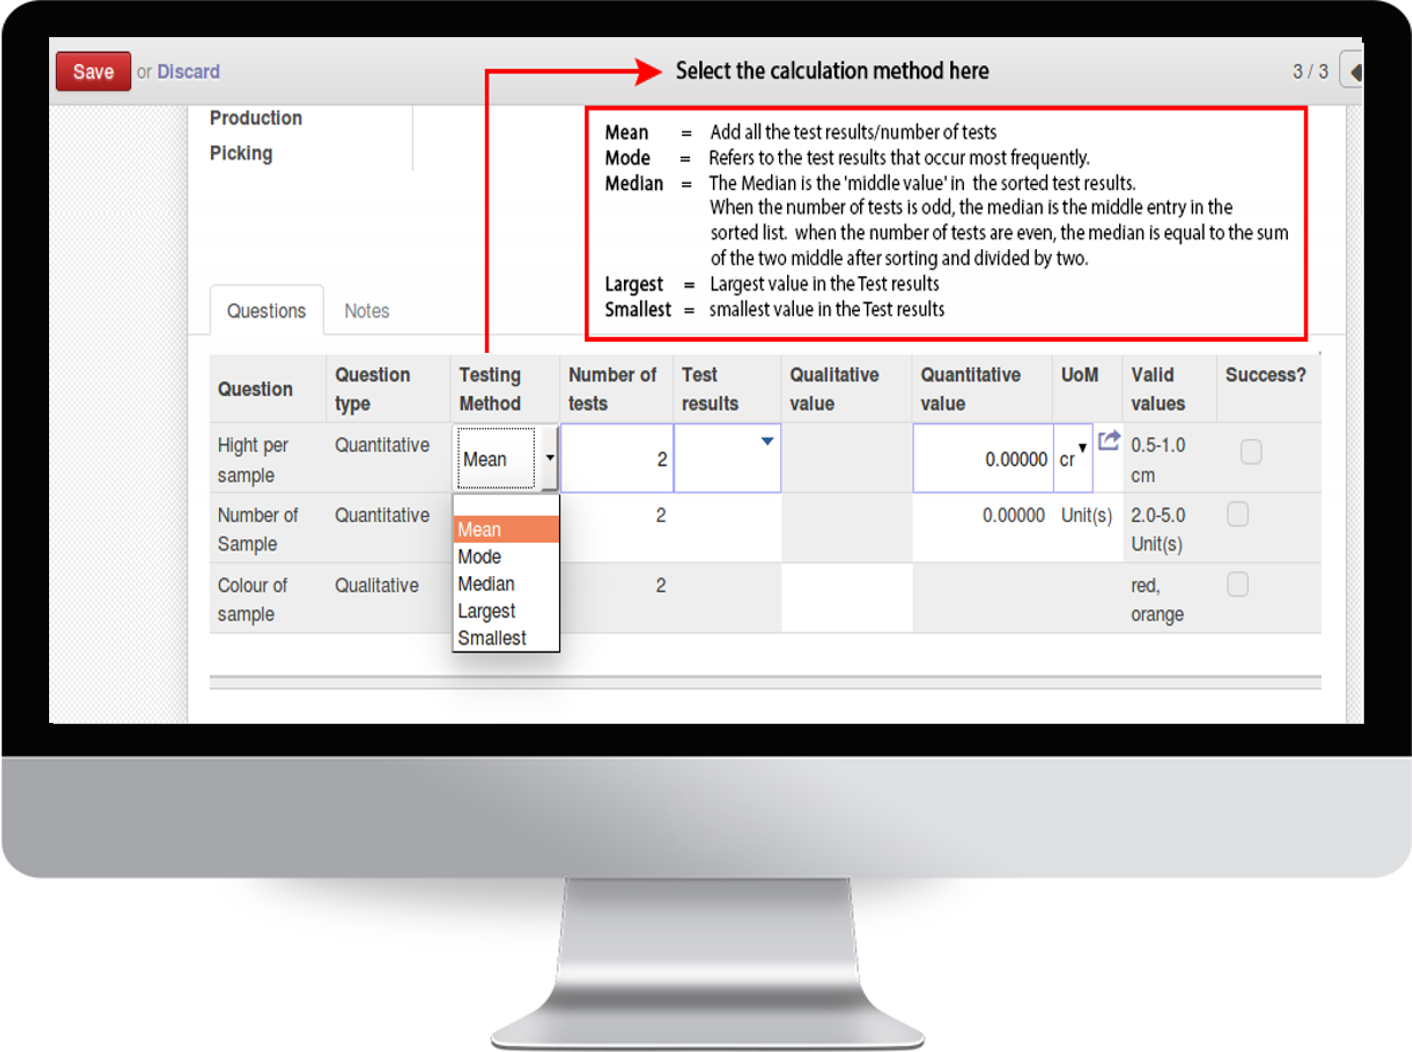 Save or Discard
Select the calculation method here
3 / 3
Production
Picking
Mean = Add all the test results/number of tests
Mode = Refers to the test results that occur most frequently.
Median = The Median is the 'middle value' in the sorted test results.
When the number of tests is odd, the median is the middle entry in the
sorted list. when the number of tests are even, the median is equal to the sum
of the two middle after sorting and divided by two.
Largest = Largest value in the Test results
Smallest = smallest value in the Test results
Questions Notes
Question
Question type
Testing Method
Number of tests
Test results
Qualitative value
Quantitative value
UoM
Valid values
Success?
Hight per sample
Quantitative
Mean
2
0.00000
cr
0.5-1.0 cm
Number of Sample
Quantitative
2
0.00000
Unit(s)
2.0-5.0 Unit(s)
Colour of sample
Qualitative
2
red, orange
Mean
Mode
Median
Largest
Smallest